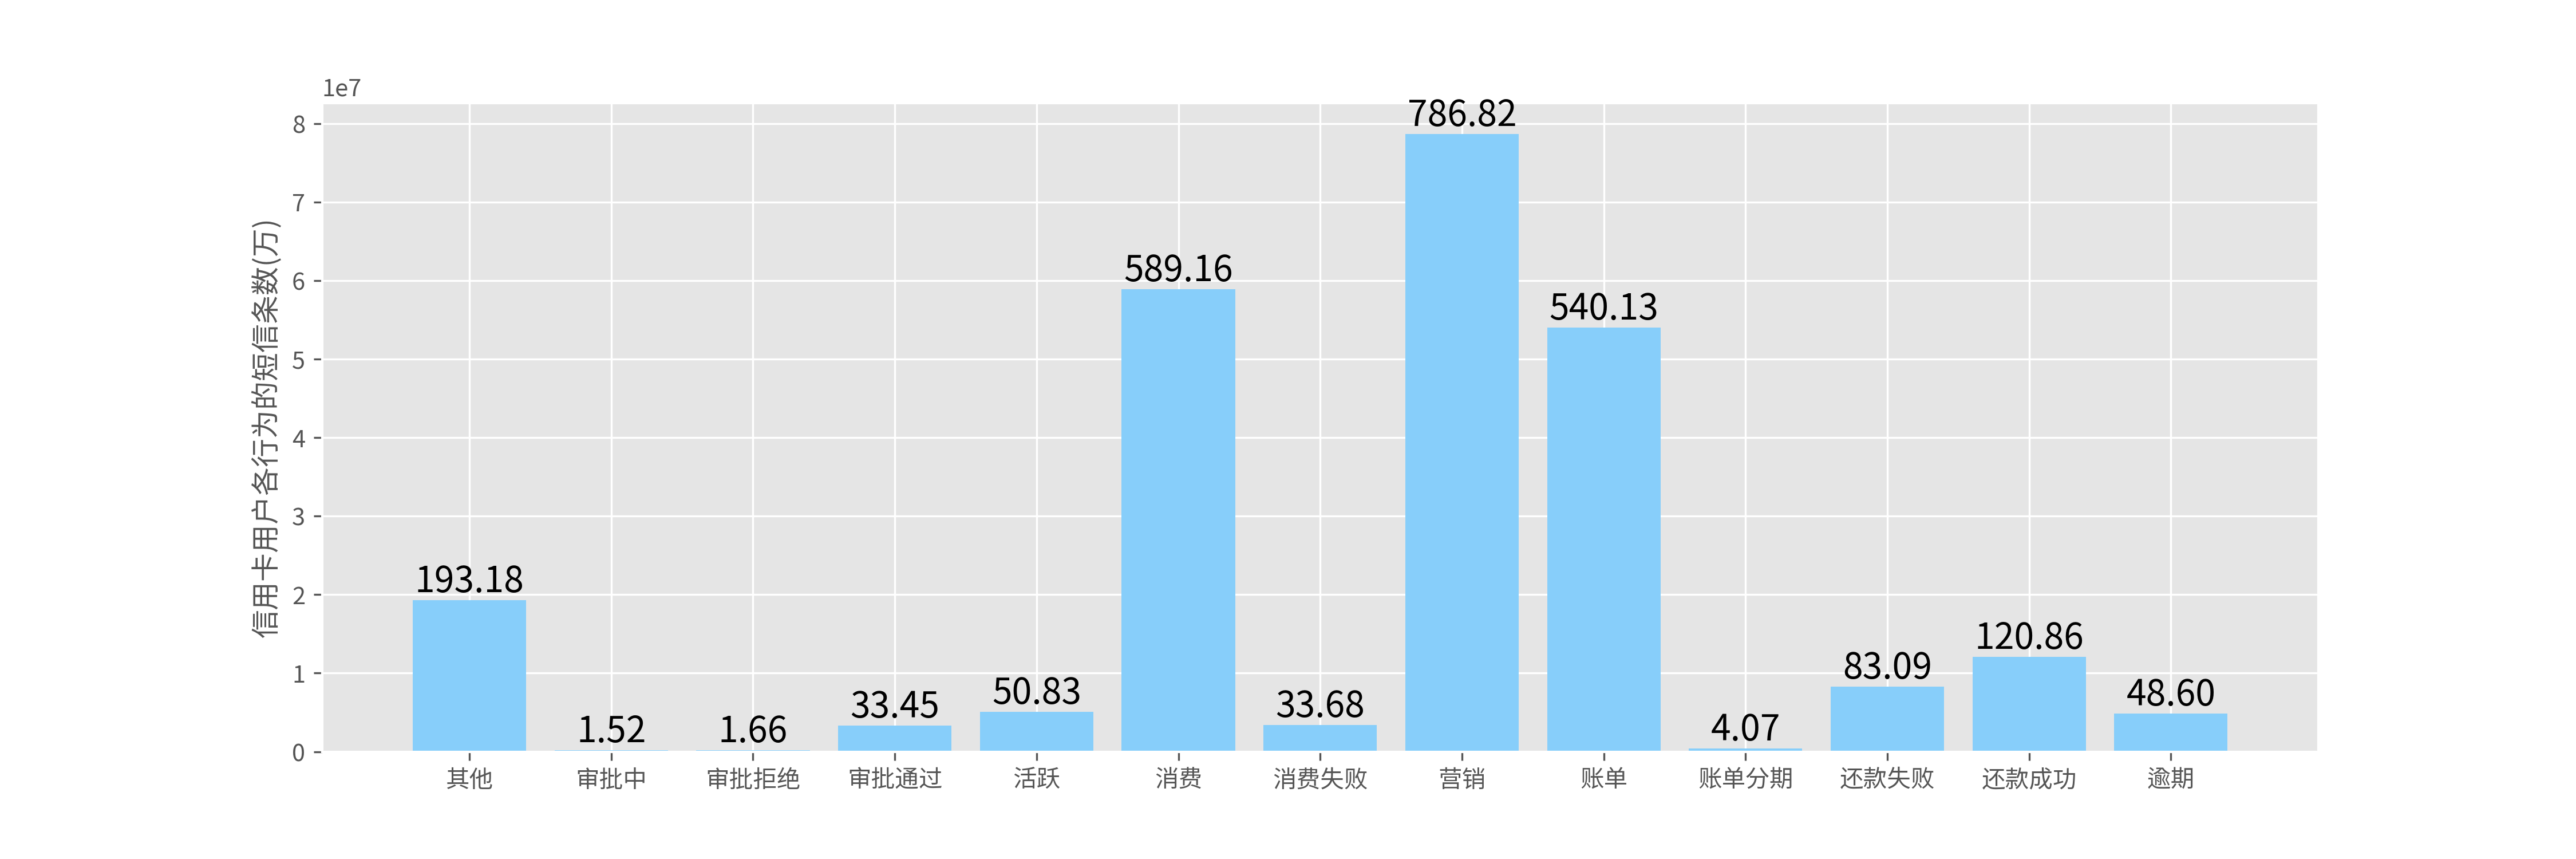 1e7
信用卡用户各行为的短信条数(万)
8
7
6
5
4
3
2
1
0
193.18
1.52
1.66
33.45
50.83
589.16
33.68
786.82
540.13
4.07
83.09
120.86
48.60
其他
审批中
审批拒绝
审批通过
活跃
消费
消费失败
营销
账单
账单分期
还款失败
还款成功
逾期